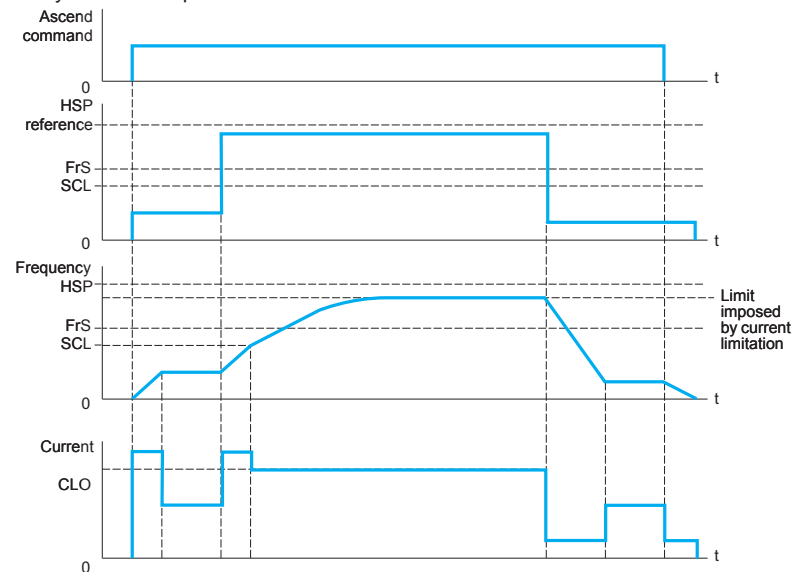 Ascend
command
t
0
HSP
reference
FrS
SCL
t
0
Frequency
HSP
Limit
imposed
by current
limitation
FrS
SCL
t
0
Current
CLO
t
0